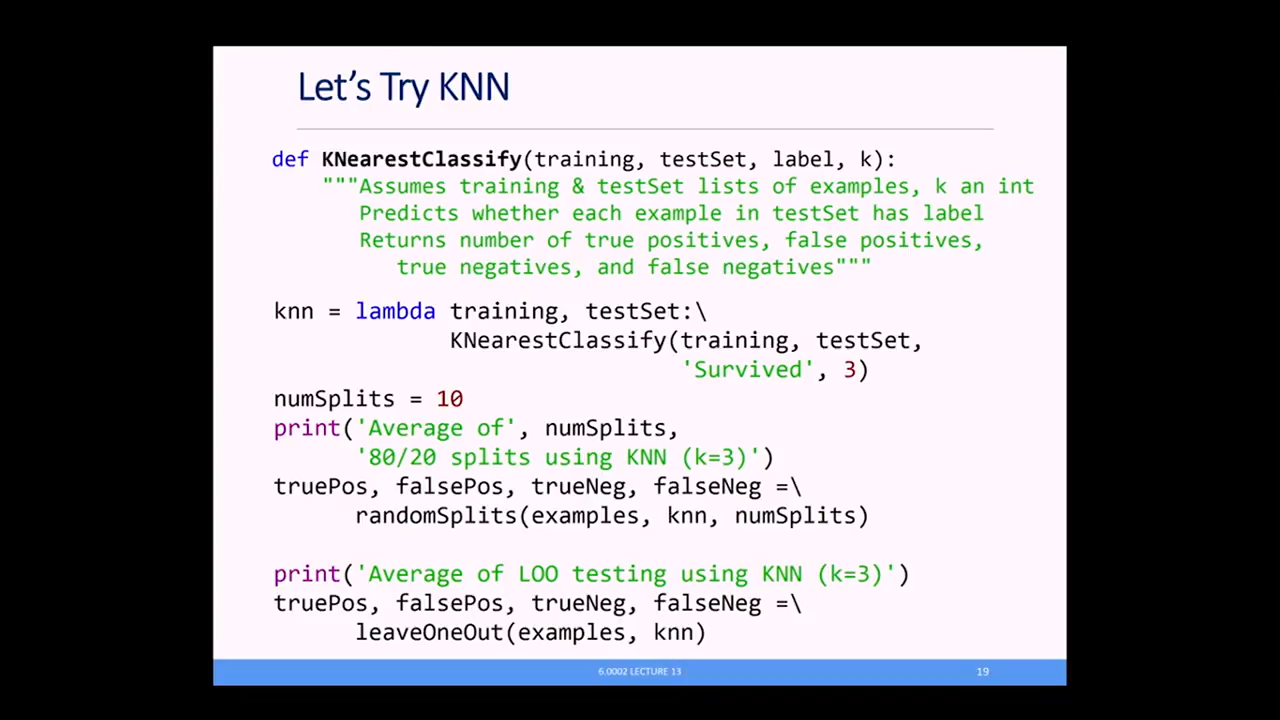 Let's Try KNN
def KNearestClassify(training, testSet, label, k):
    """Assumes training & testSet lists of examples, k an int
       Predicts whether each example in testSet has label
       Returns number of true positives, false positives,
          true negatives, and false negatives"""
knn = lambda training, testSet:\
             KNearestClassify(training, testSet,
                              'Survived', 3)
numSplits = 10
print('Average of', numSplits,
      '80/20 splits using KNN (k=3)')
truePos, falsePos, trueNeg, falseNeg =\
      randomSplits(examples, knn, numSplits)
print('Average of LOO testing using KNN (k=3)')
truePos, falsePos, trueNeg, falseNeg =\
      leaveOneOut(examples, knn)
6.0002 LECTURE 13
19